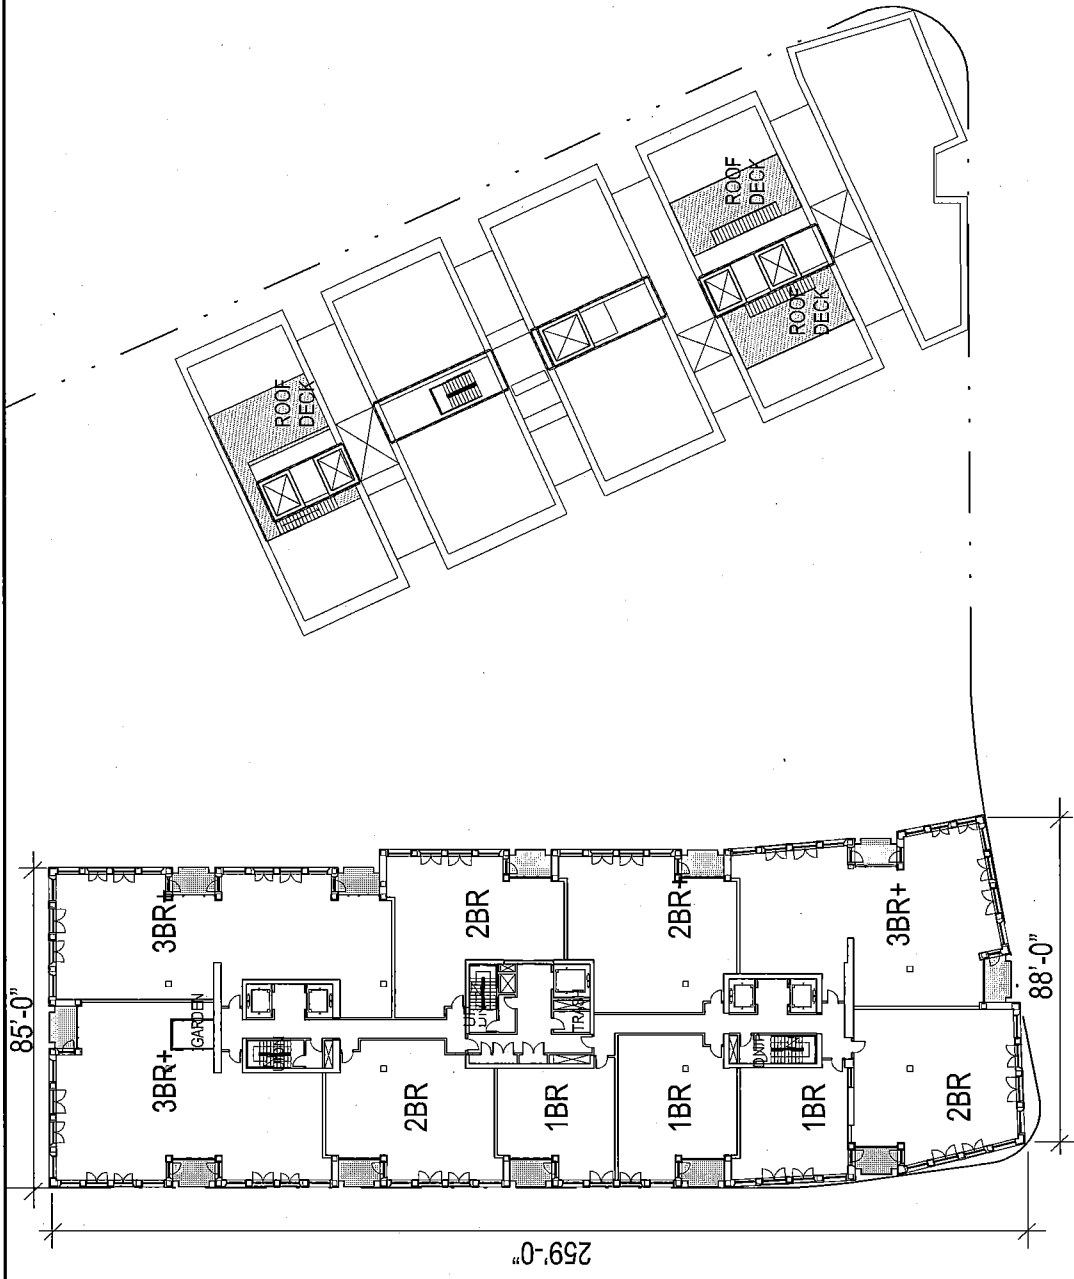 ROOF
DECK
ROOF
DECK
ROOF
DECK
85'-0"
3BR+
3BR+
GARDEN
2BR
2BR
2BR+
3BR+
2BR
1BR
1BR
1BR
88'-0"
259'-0"